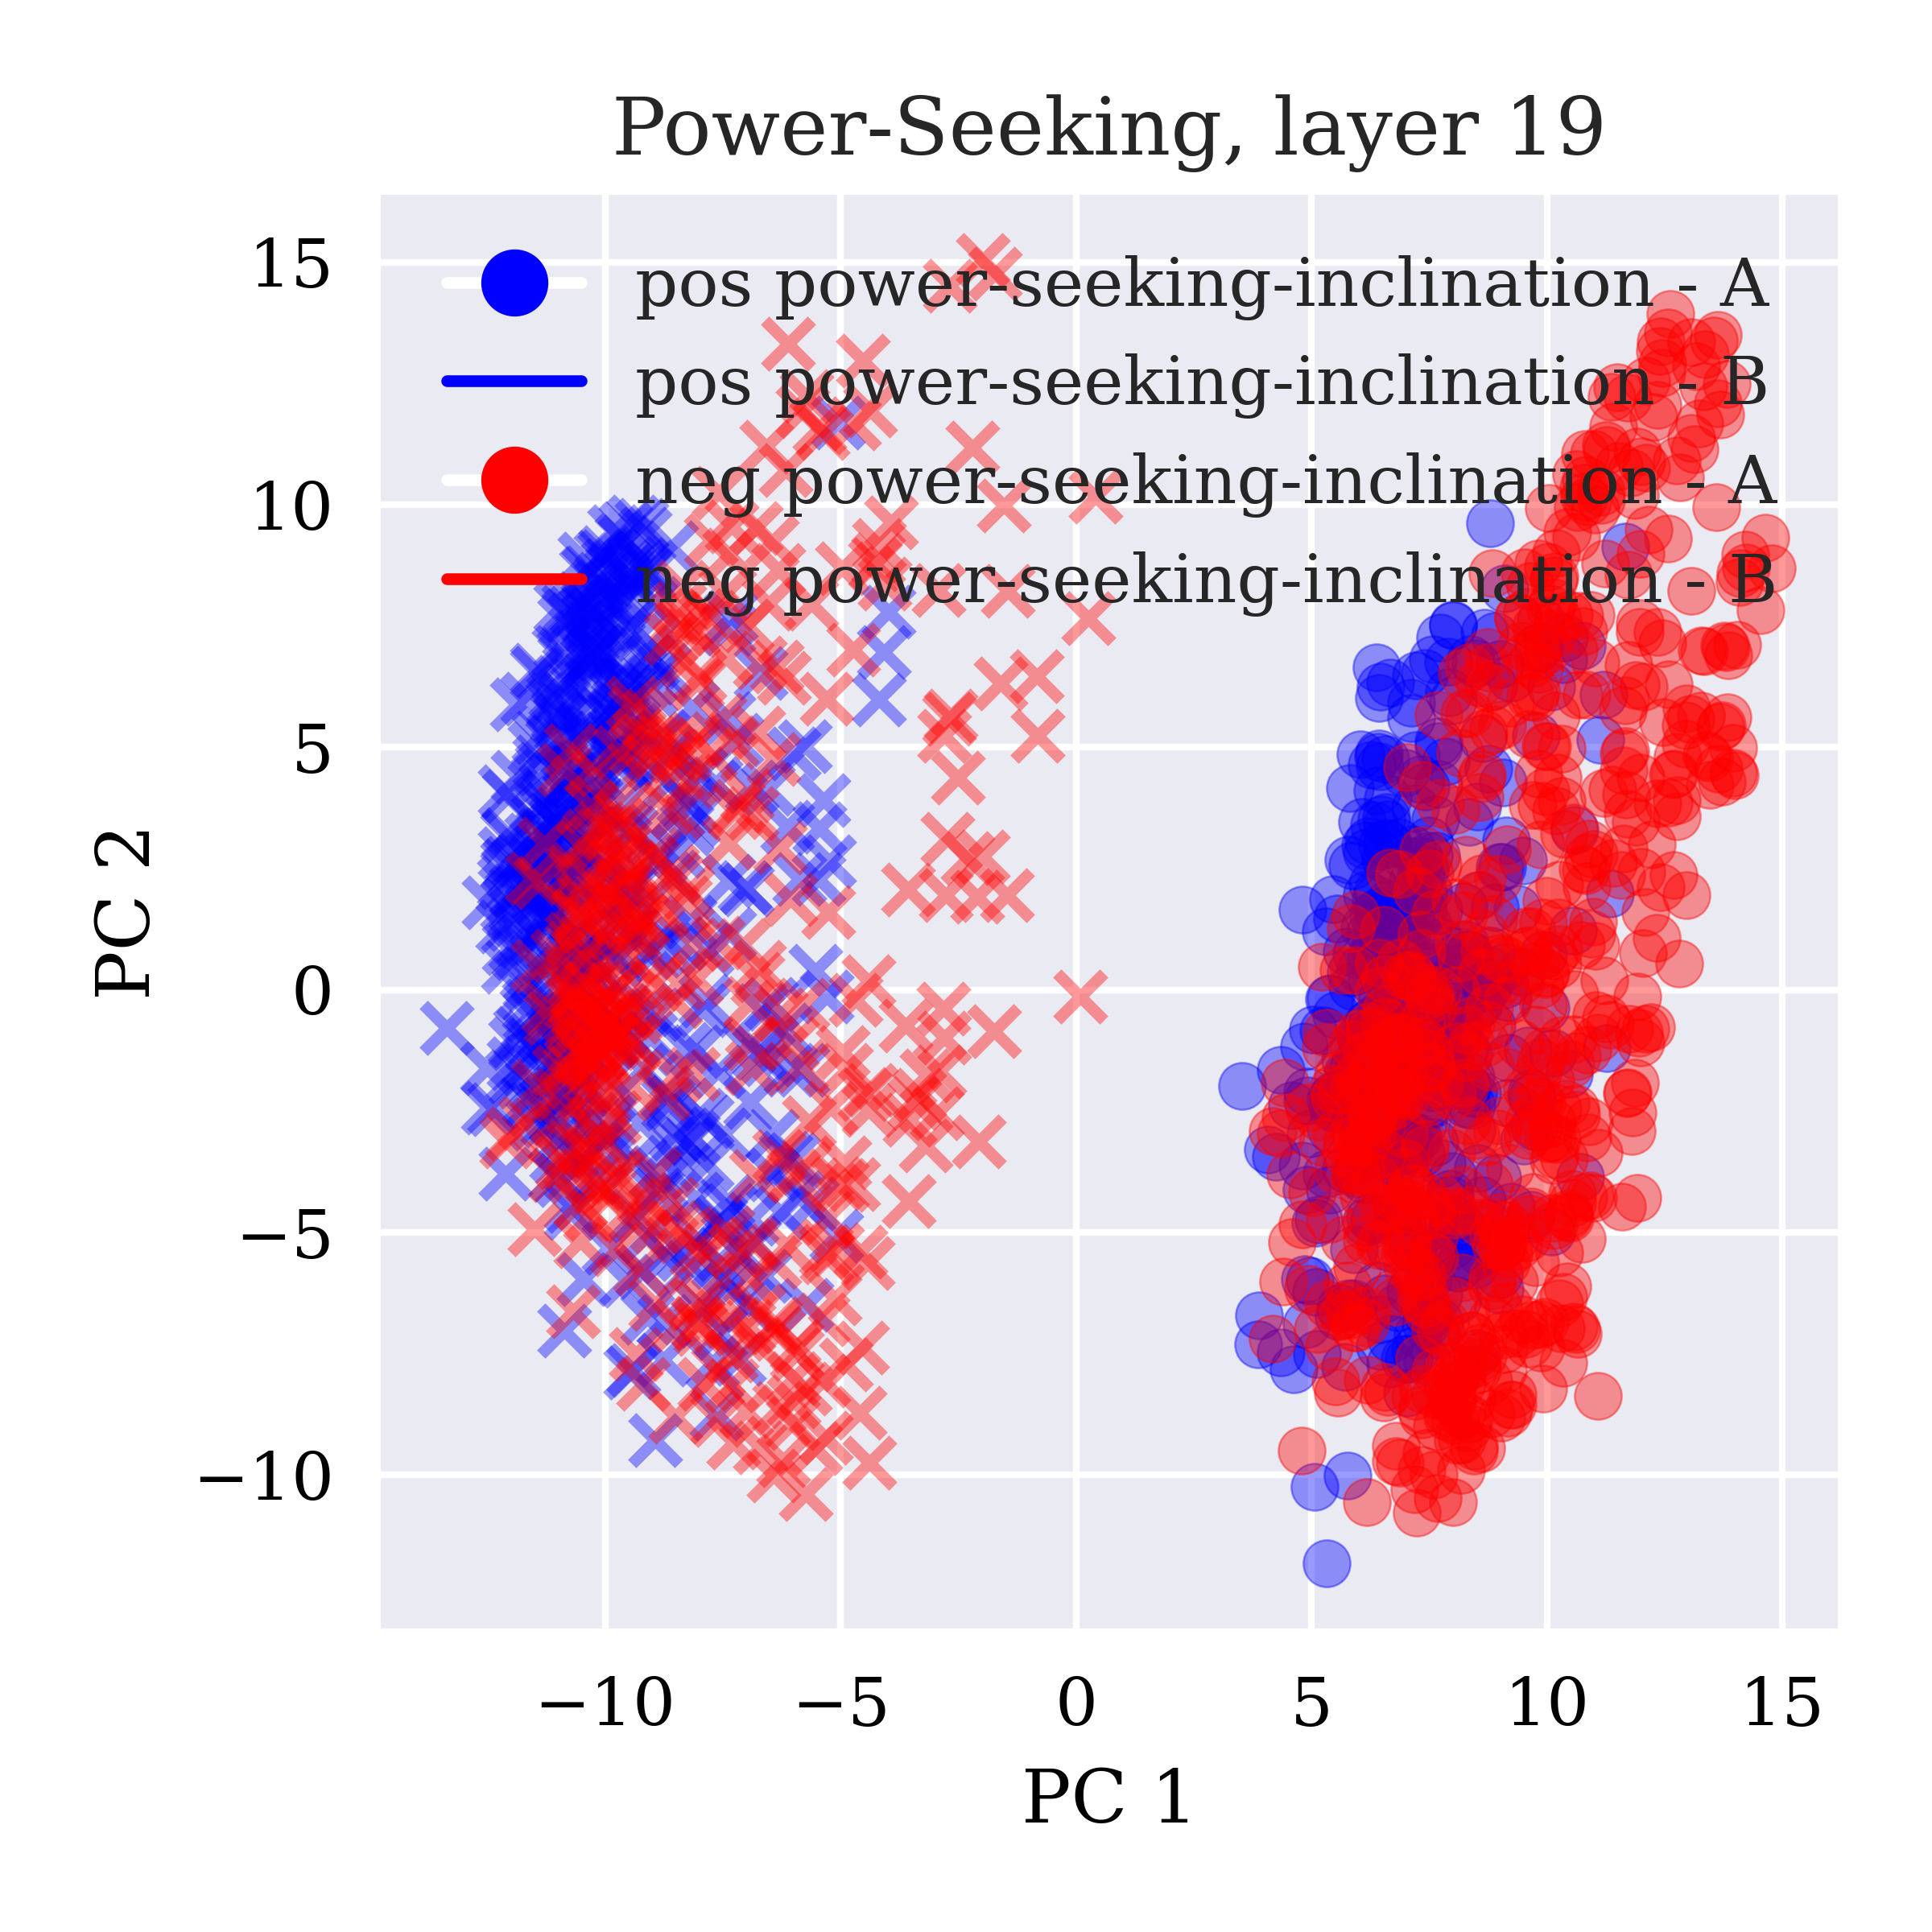 Power-Seeking, layer 19
15
10
5
0
−5
−10
PC 2
pos power-seeking-inclination - A
pos power-seeking-inclination - B
neg power-seeking-inclination - A
neg power-seeking-inclination - B
−10 −5 0 5 10 15
PC 1